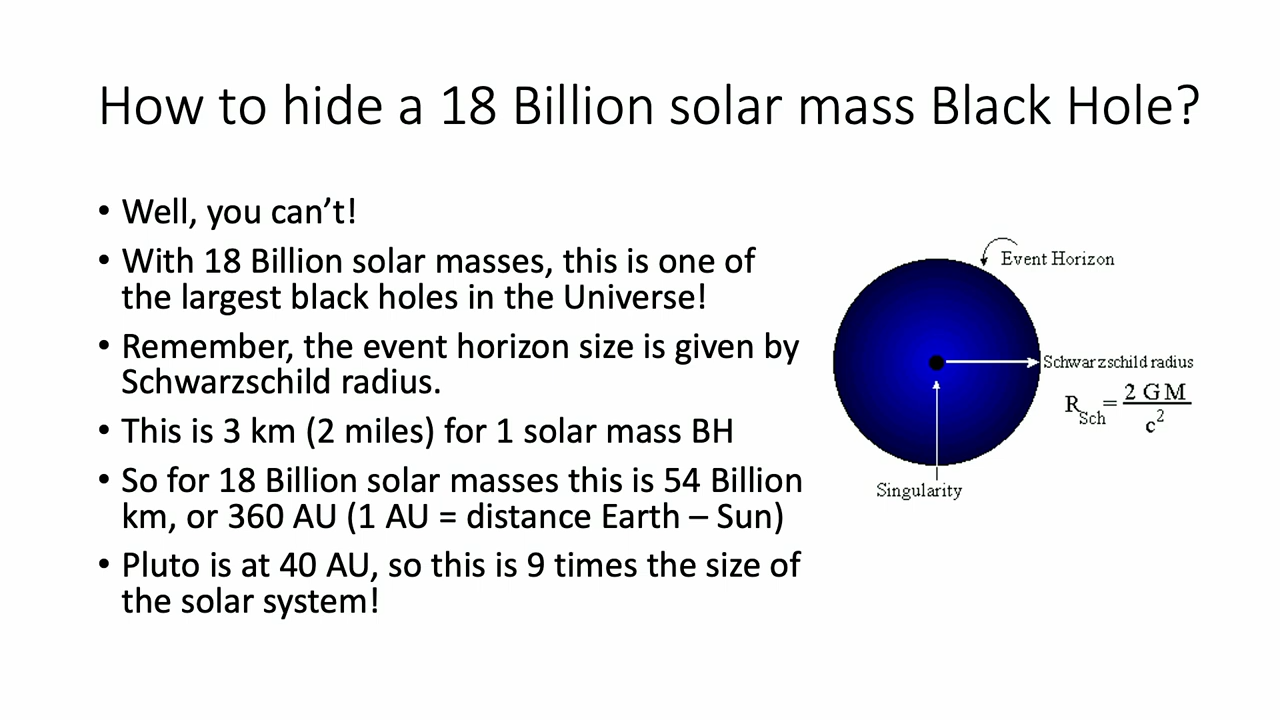 How to hide a 18 Billion solar mass Black Hole?
• Well, you can’t!
• With 18 Billion solar masses, this is one of
the largest black holes in the Universe!
• Remember, the event horizon size is given by
Schwarzschild radius.
• This is 3 km (2 miles) for 1 solar mass BH
• So for 18 Billion solar masses this is 54 Billion
km, or 360 AU (1 AU = distance Earth – Sun)
• Pluto is at 40 AU, so this is 9 times the size of
the solar system!
Event Horizon
Schwarzschild radius
R_Sch = 2 G M / c²
Singularity